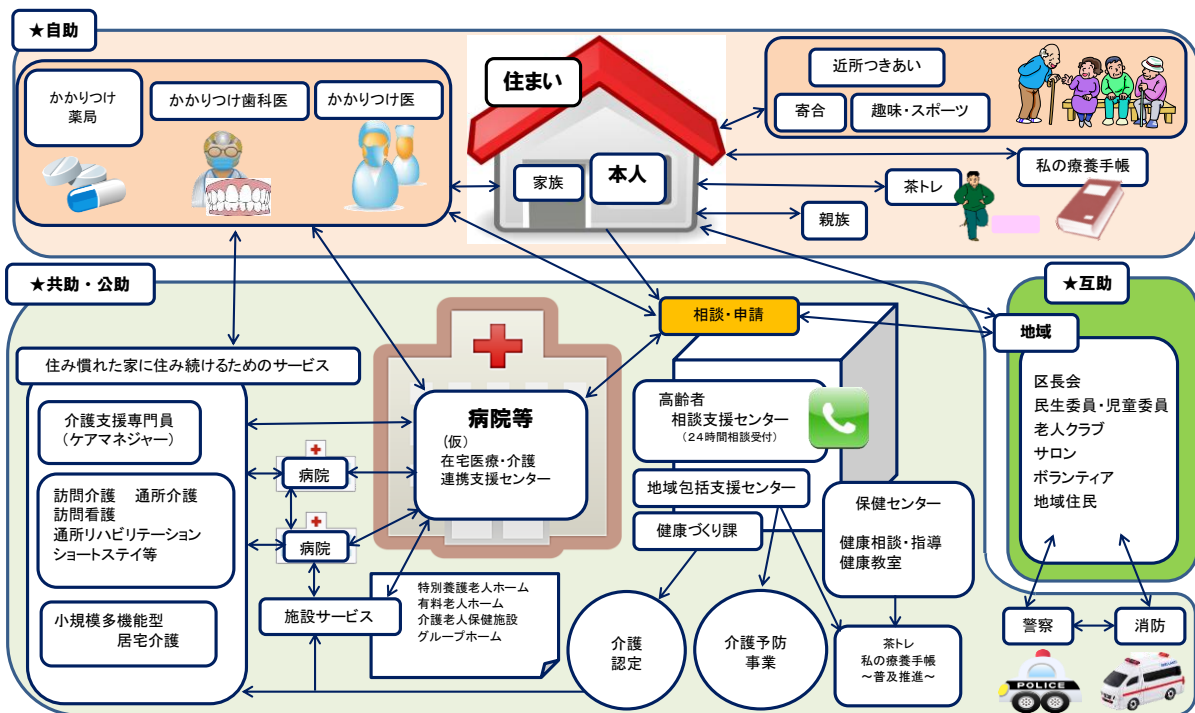 ★自助
かかりつけ
薬局
かかりつけ歯科医
かかりつけ医
住まい
家族
本人
近所つきあい
寄合
趣味・スポーツ
私の療養手帳
茶トレ
親族
★共助・公助
住み慣れた家に住み続けるためのサービス
介護支援専門員
（ケアマネジャー）
訪問介護　通所介護
訪問看護
通所リハビリテーション
ショートステイ等
小規模多機能型
居宅介護
病院
病院
施設サービス
病院等
(仮)
在宅医療・介護
連携支援センター
特別養護老人ホーム
有料老人ホーム
介護老人保健施設
グループホーム
相談・申請
高齢者
相談支援センター
（２４時間相談受付）
地域包括支援センター
健康づくり課
保健センター
健康相談・指導
健康教室
介護
認定
介護予防
事業
茶トレ
私の療養手帳
～普及推進～
★互助
地域
区長会
民生委員・児童委員
老人クラブ
サロン
ボランティア
地域住民
警察
消防
POLICE